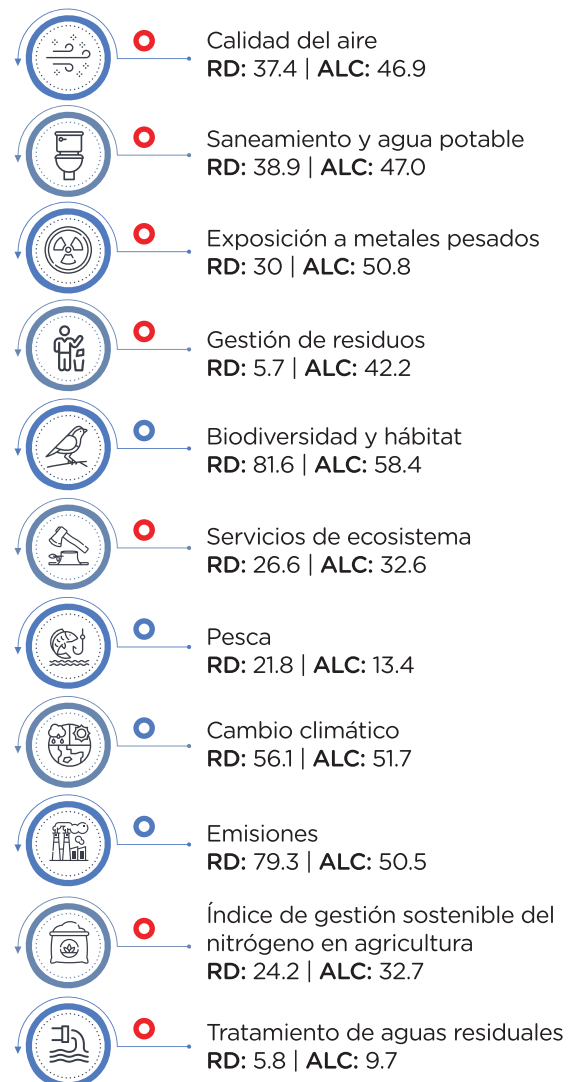 Calidad del aire
RD: 37.4 | ALC: 46.9
Saneamiento y agua potable
RD: 38.9 | ALC: 47.0
Exposición a metales pesados
RD: 30 | ALC: 50.8
Gestión de residuos
RD: 5.7 | ALC: 42.2
Biodiversidad y hábitat
RD: 81.6 | ALC: 58.4
Servicios de ecosistema
RD: 26.6 | ALC: 32.6
Pesca
RD: 21.8 | ALC: 13.4
Cambio climático
RD: 56.1 | ALC: 51.7
Emisiones
RD: 79.3 | ALC: 50.5
Índice de gestión sostenible del
nitrógeno en agricultura
RD: 24.2 | ALC: 32.7
Tratamiento de aguas residuales
RD: 5.8 | ALC: 9.7